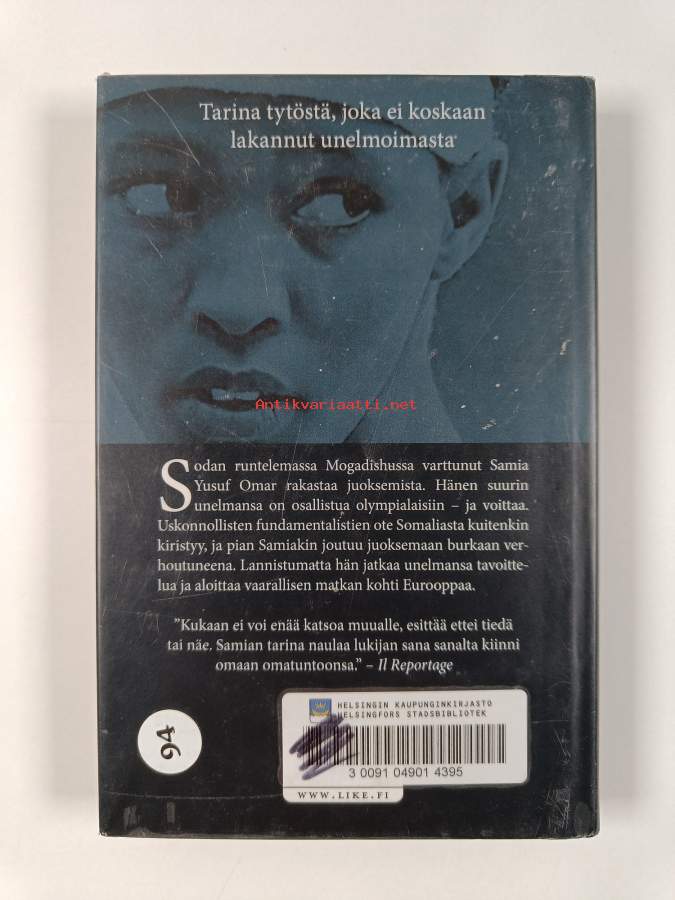 Tarina tytöstä, joka ei koskaan
lakannut unelmoimasta
Antikvariaatti.net
Sodan runtelemassa Mogadishussa varttunut Samia
Yusuf Omar rakastaa juoksemista. Hänen suurin
unelmansa on osallistua olympialaisiin – ja voittaa.
Uskonnollisten fundamentalistien ote Somaliasta kuitenkin
kiristyy, ja pian Samiakin joutuu juoksemaan burkaan ver-
houtuneena. Lannistumatta hän jatkaa unelmansa tavoitte-
lua ja aloittaa vaarallisen matkan kohti Eurooppaa.
”Kukaan ei voi enää katsoa muualle, esittää ettei tiedä
tai näe. Samian tarina naulaa lukijan sana sanalta kiinni
omaan omatuntoonsa.” – Il Reportage
HELSINGIN KAUPUNGINKIRJASTO
HELSINGFORS STADSBIBLIOTEK
3 0091 04901 4395
94
WWW.LIKE.FI